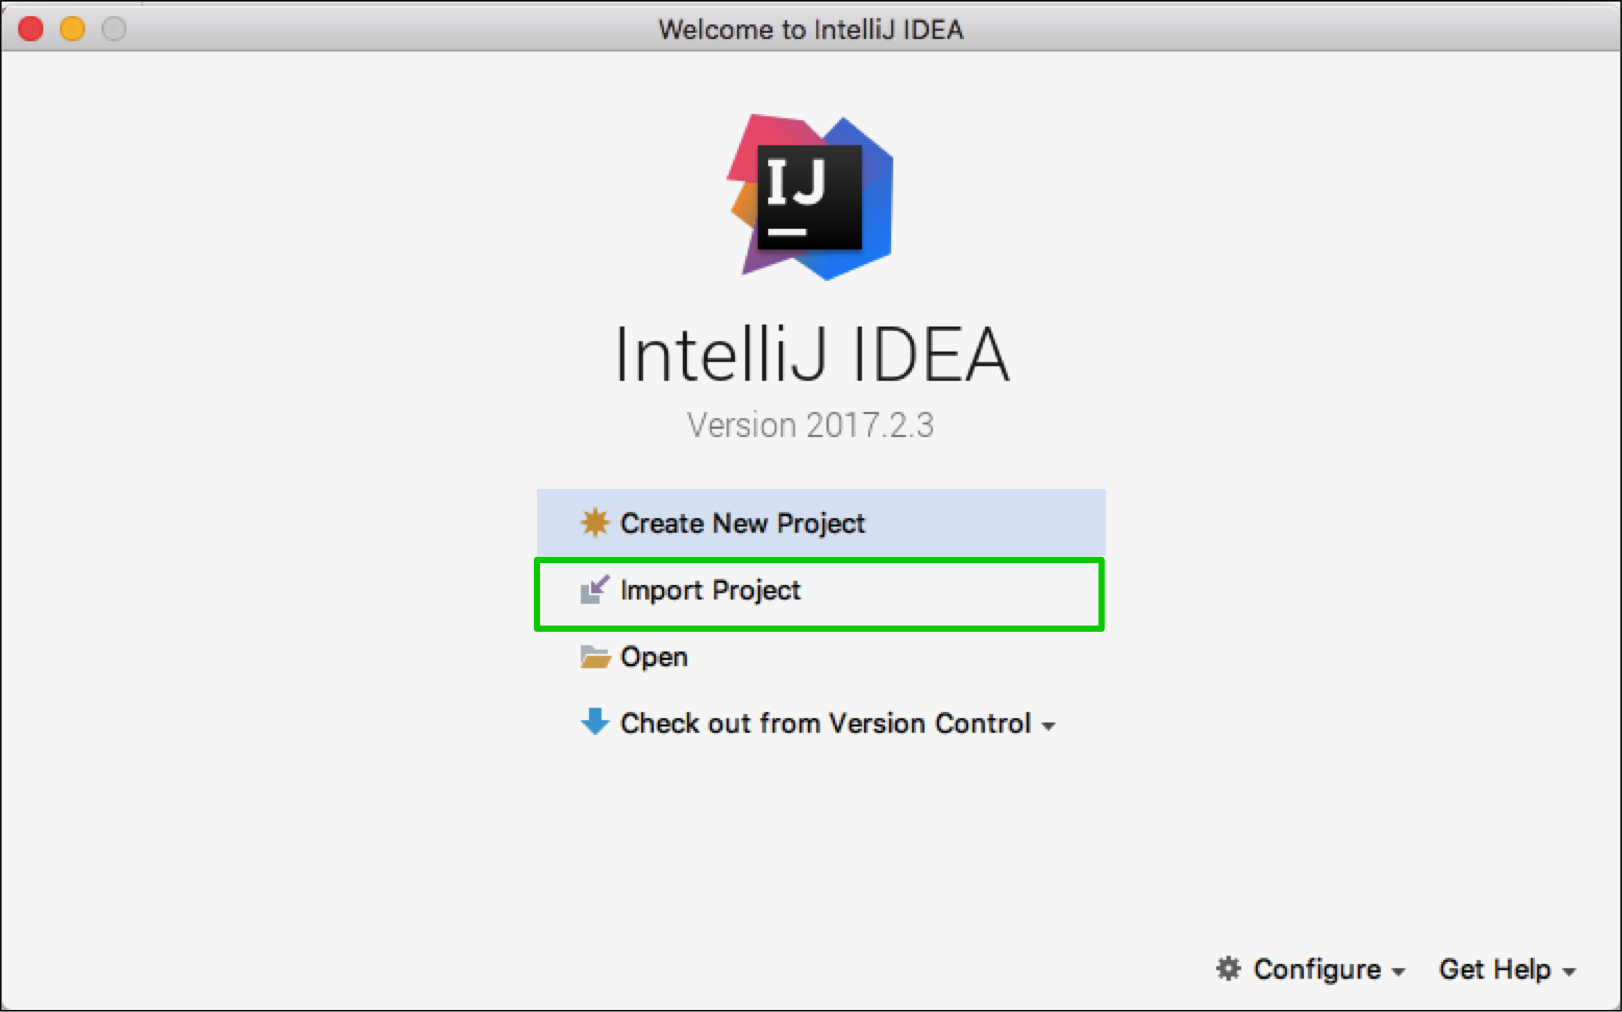 Welcome to IntelliJ IDEA
IJ
IntelliJ IDEA
Version 2017.2.3
Create New Project
Import Project
Open
Check out from Version Control
Configure
Get Help